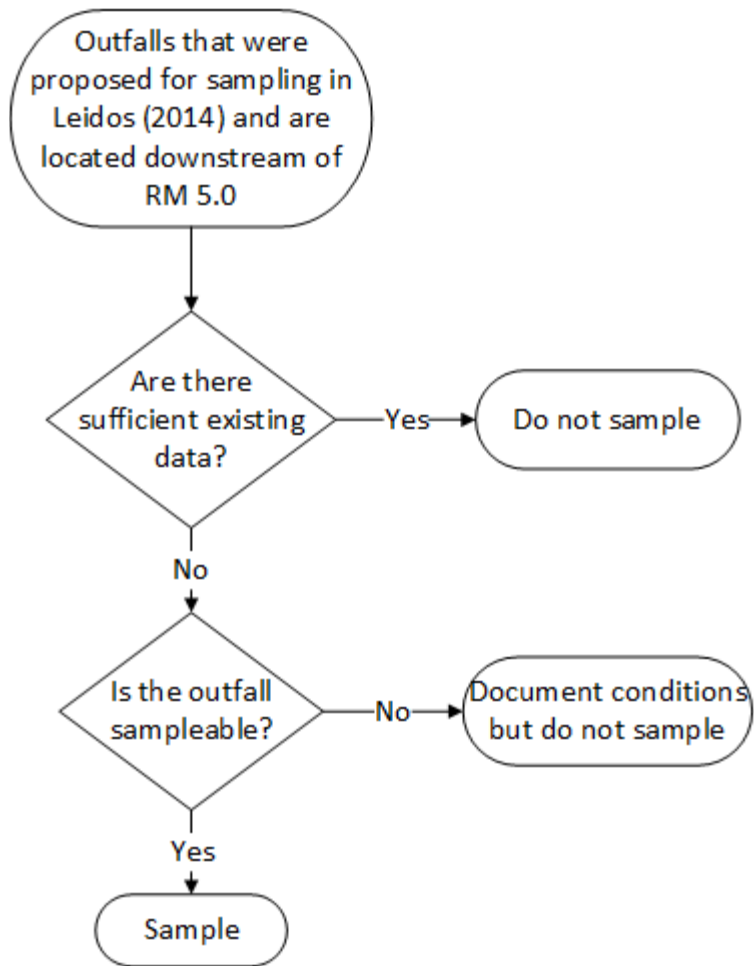 Outfalls that were
proposed for sampling in
Leidos (2014) and are
located downstream of
RM 5.0
Are there
sufficient existing
data?
Yes
Do not sample
No
Is the outfall
sampleable?
No
Document conditions
but do not sample
Yes
Sample